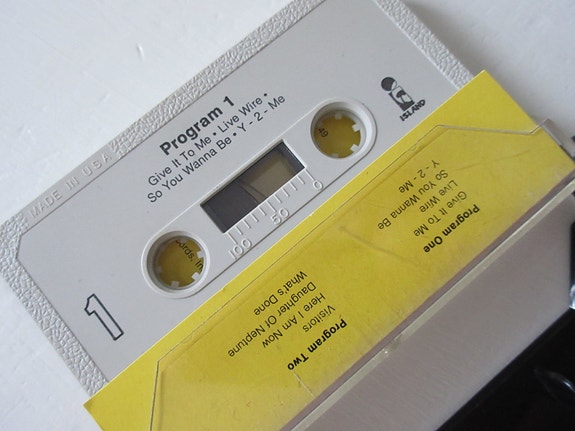 MADE IN U.S.A.
Program 1
Give It To Me • Live Wire •
So You Wanna Be • Y - 2 - Me
ISLAND
40
0
50
100
1
Program One
Give It To Me
Live Wire
So You Wanna Be
Y - 2 - Me
Program Two
Visitors
Here I Am Now
Daughter Of Neptune
What's Done